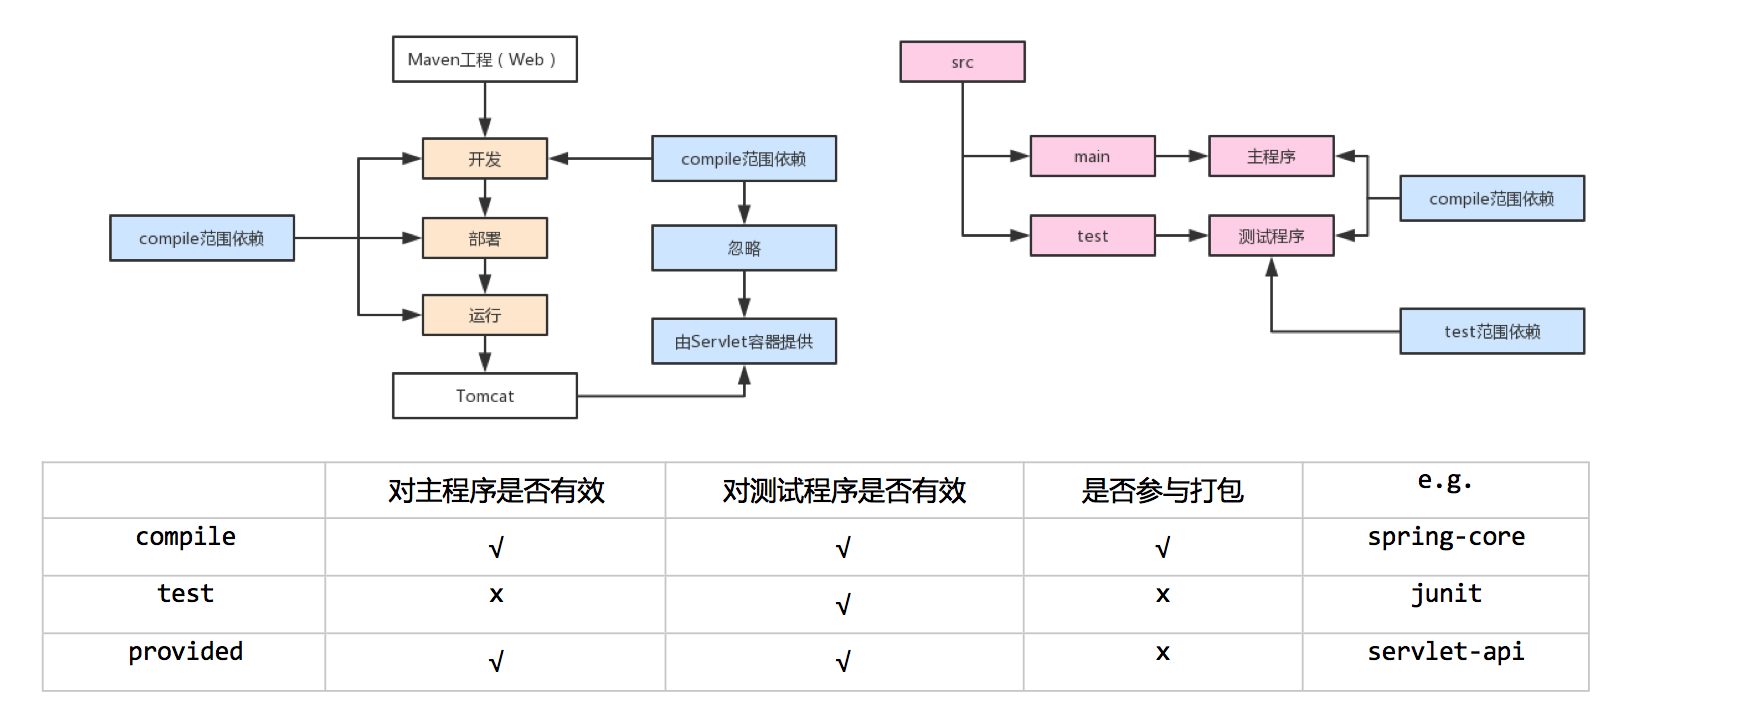 Maven工程（Web）
开发
compile范围依赖
compile范围依赖
部署
忽略
运行
由Servlet容器提供
Tomcat
src
main
主程序
compile范围依赖
test
测试程序
test范围依赖
对主程序是否有效 对测试程序是否有效 是否参与打包 e.g.
compile √ √ √ spring-core
test x √ x junit
provided √ √ x servlet-api